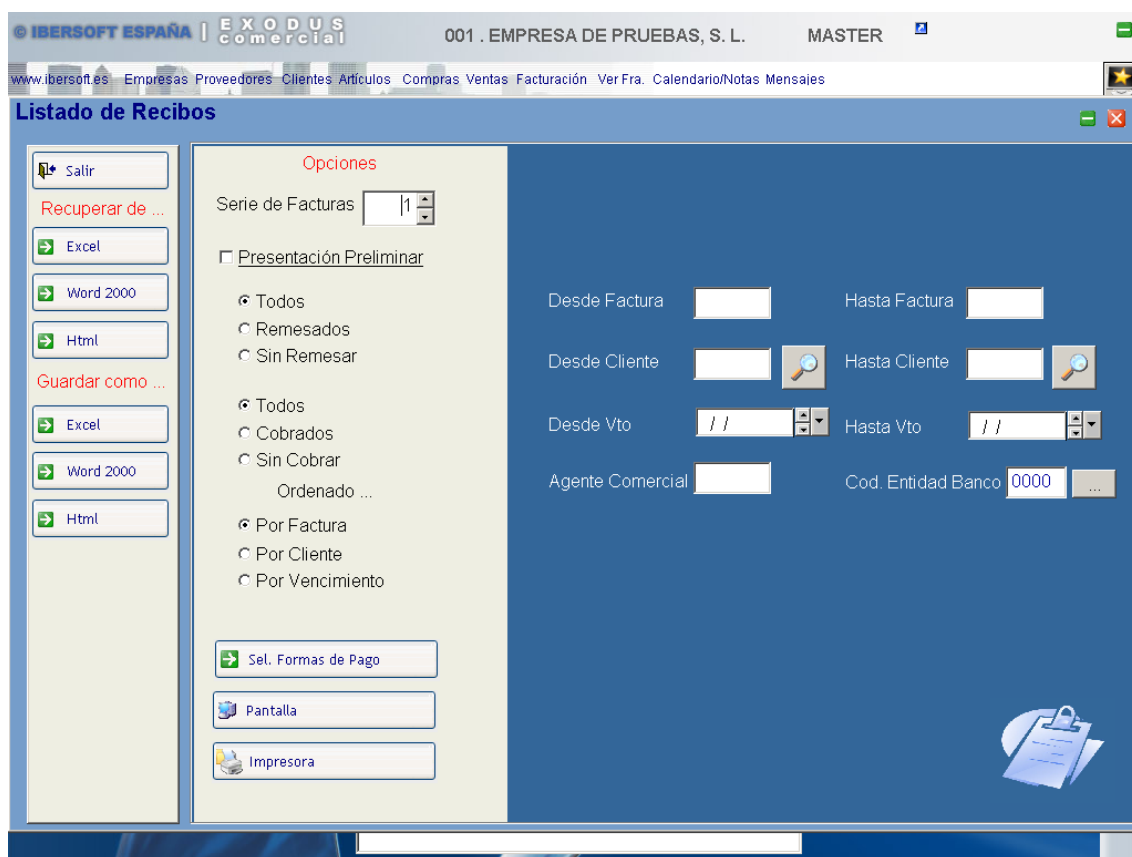 © IBERSOFT ESPAÑA | EXODUS comercial 001 . EMPRESA DE PRUEBAS, S. L. MASTER
www.ibersoft.es Empresas Proveedores Clientes Artículos Compras Ventas Facturación Ver Fra. Calendario/Notas Mensajes
Listado de Recibos
Salir
Recuperar de ...
Excel
Word 2000
Html
Guardar como ...
Excel
Word 2000
Html
Opciones
Serie de Facturas 1
Presentación Preliminar
Todos
Remesados
Sin Remesar
Todos
Cobrados
Sin Cobrar
Ordenado ...
Por Factura
Por Cliente
Por Vencimiento
Sel. Formas de Pago
Pantalla
Impresora
Desde Factura Hasta Factura
Desde Cliente Hasta Cliente
Desde Vto / / Hasta Vto / /
Agente Comercial Cod. Entidad Banco 0000 ...